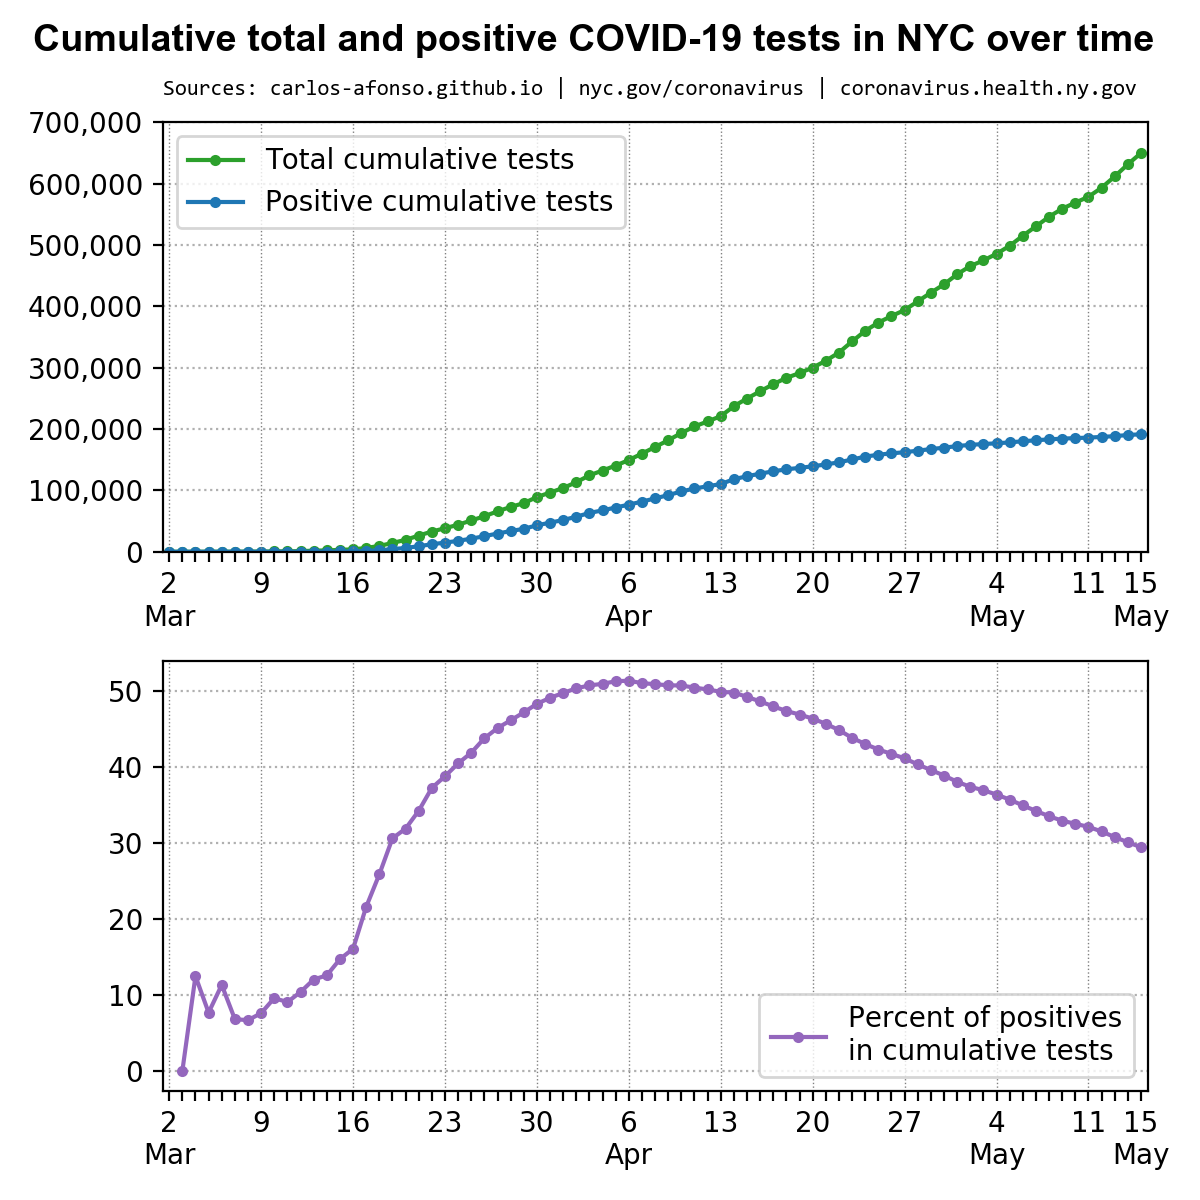 Cumulative total and positive COVID-19 tests in NYC over time
Sources: carlos-afonso.github.io | nyc.gov/coronavirus | coronavirus.health.ny.gov
700,000
600,000
500,000
400,000
300,000
200,000
100,000
0
Total cumulative tests
Positive cumulative tests
2 9 16 23 30 6 13 20 27 4 11 15
Mar Apr May May
50
40
30
20
10
0
Percent of positives
in cumulative tests
2 9 16 23 30 6 13 20 27 4 11 15
Mar Apr May May